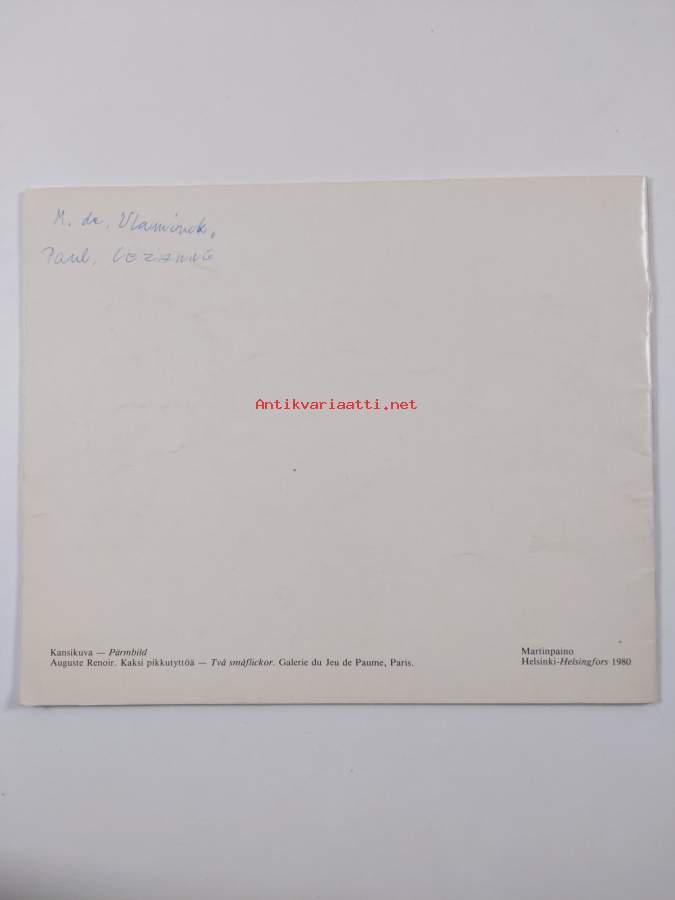 M. de. Vlaminck,
Paul. CEZANNE
Antikvariaatti.net
Kansikuva — Pärmbild
Auguste Renoir. Kaksi pikkutyttöä — Två småflickor. Galerie du Jeu de Paume, Paris.
Martinpaino
Helsinki-Helsingfors 1980